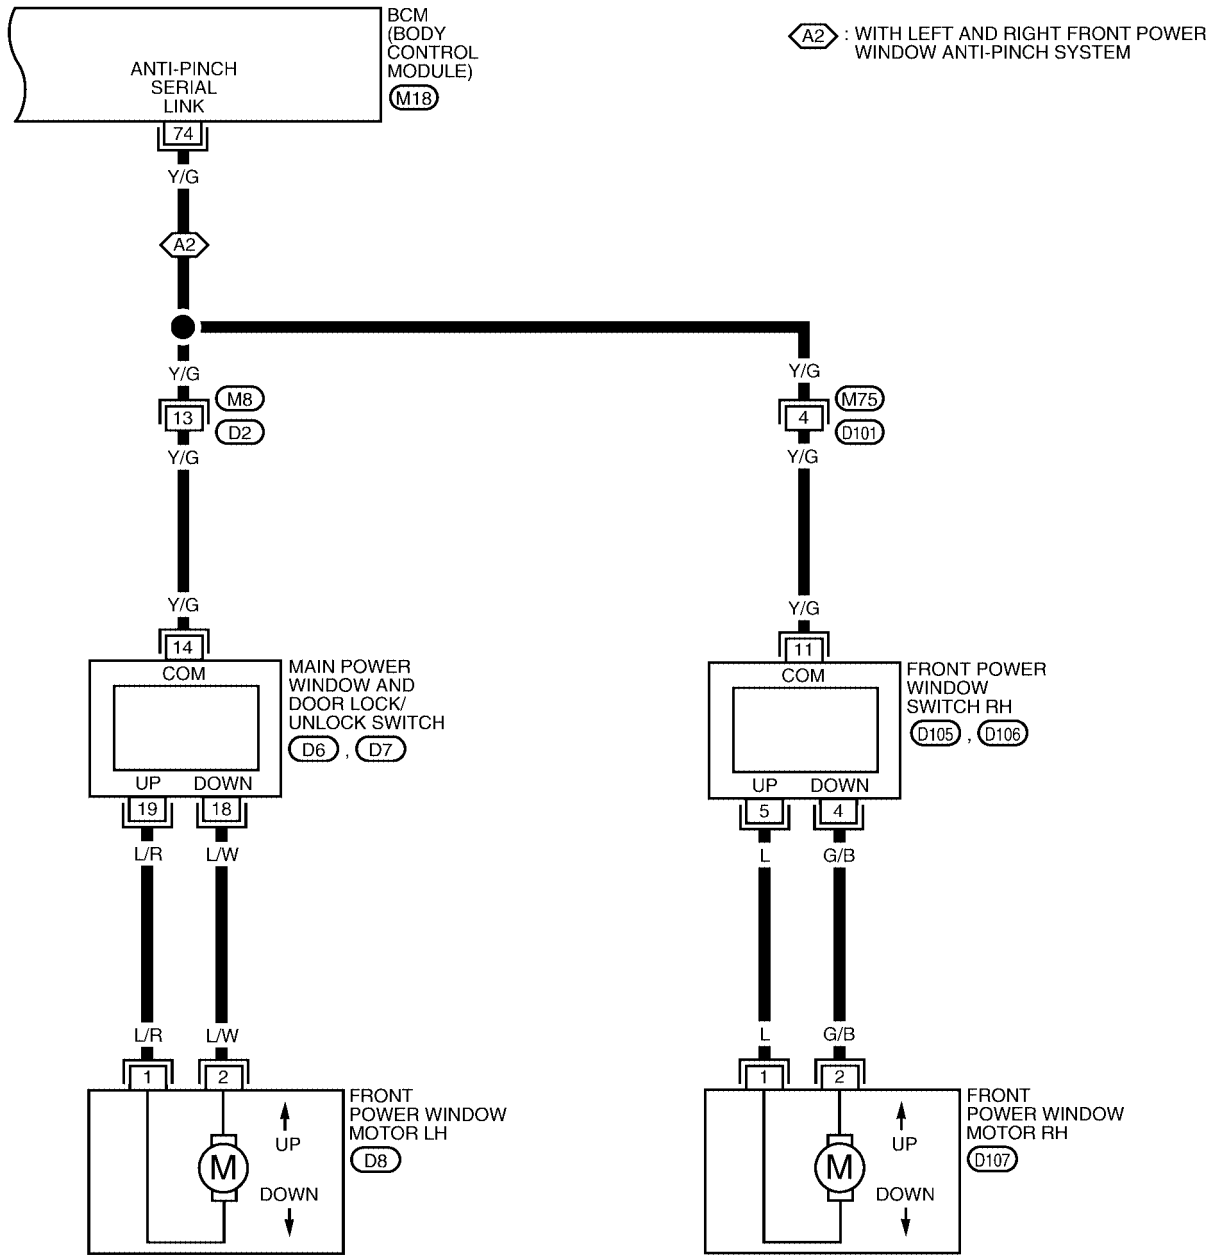 BCM
(BODY
CONTROL
MODULE)
M18
ANTI-PINCH
SERIAL
LINK
74
A2 : WITH LEFT AND RIGHT FRONT POWER
WINDOW ANTI-PINCH SYSTEM
Y/G
A2
Y/G
M8
13
D2
Y/G
Y/G
M75
4
D101
Y/G
Y/G
14
COM
MAIN POWER
WINDOW AND
DOOR LOCK/
UNLOCK SWITCH
D6 , D7
UP DOWN
19 18
Y/G
11
COM
FRONT POWER
WINDOW
SWITCH RH
D105 , D106
UP DOWN
5 4
L/R L/W
L/R L/W
1 2
FRONT
POWER WINDOW
MOTOR LH
D8
UP
M
DOWN
L G/B
L G/B
1 2
FRONT
POWER WINDOW
MOTOR RH
D107
UP
M
DOWN